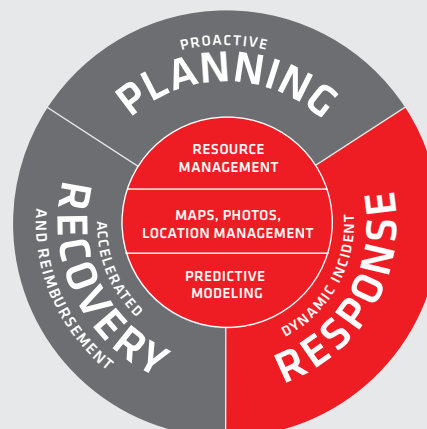 PROACTIVE
PLANNING
RESOURCE
MANAGEMENT
MAPS, PHOTOS,
LOCATION MANAGEMENT
PREDICTIVE
MODELING
DYNAMIC INCIDENT
RESPONSE
ACCELERATED
RECOVERY
AND REIMBURSEMENT